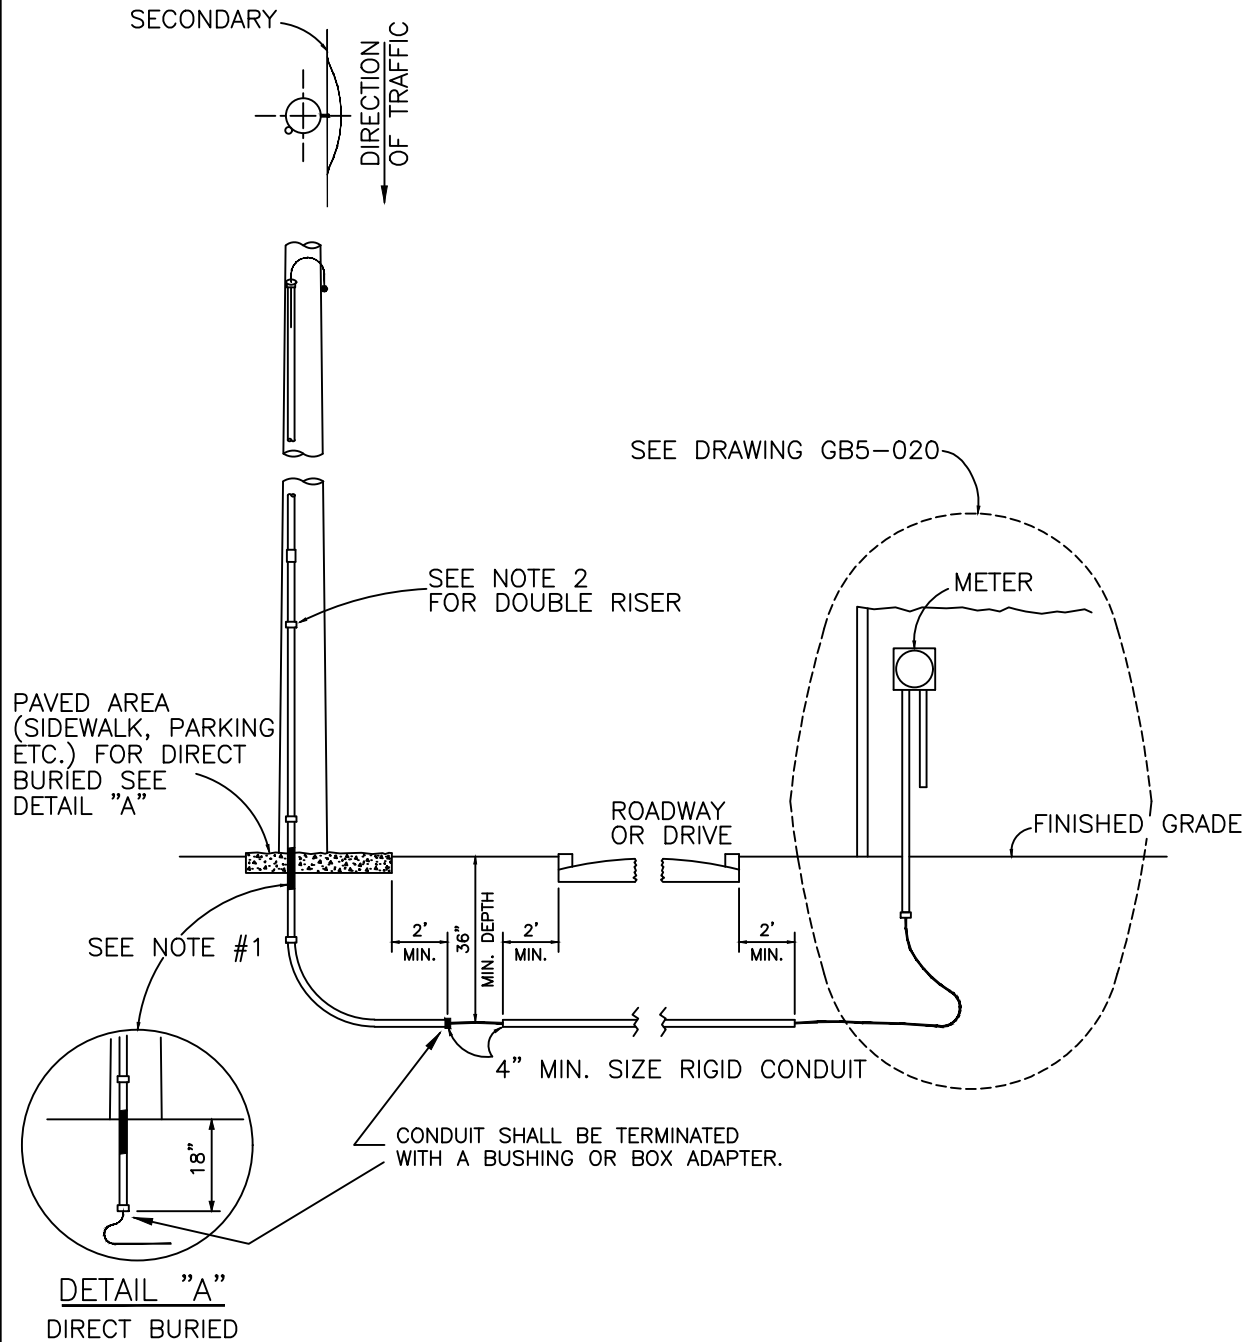 SECONDARY
DIRECTION
OF TRAFFIC
SEE DRAWING GB5-020
SEE NOTE 2
FOR DOUBLE RISER
METER
PAVED AREA
(SIDEWALK, PARKING
ETC.) FOR DIRECT
BURIED SEE
DETAIL "A"
ROADWAY
OR DRIVE
FINISHED GRADE
SEE NOTE #1
2'
MIN.
36"
MIN. DEPTH
2'
MIN.
2'
MIN.
4" MIN. SIZE RIGID CONDUIT
CONDUIT SHALL BE TERMINATED
WITH A BUSHING OR BOX ADAPTER.
18"
DETAIL "A"
DIRECT BURIED